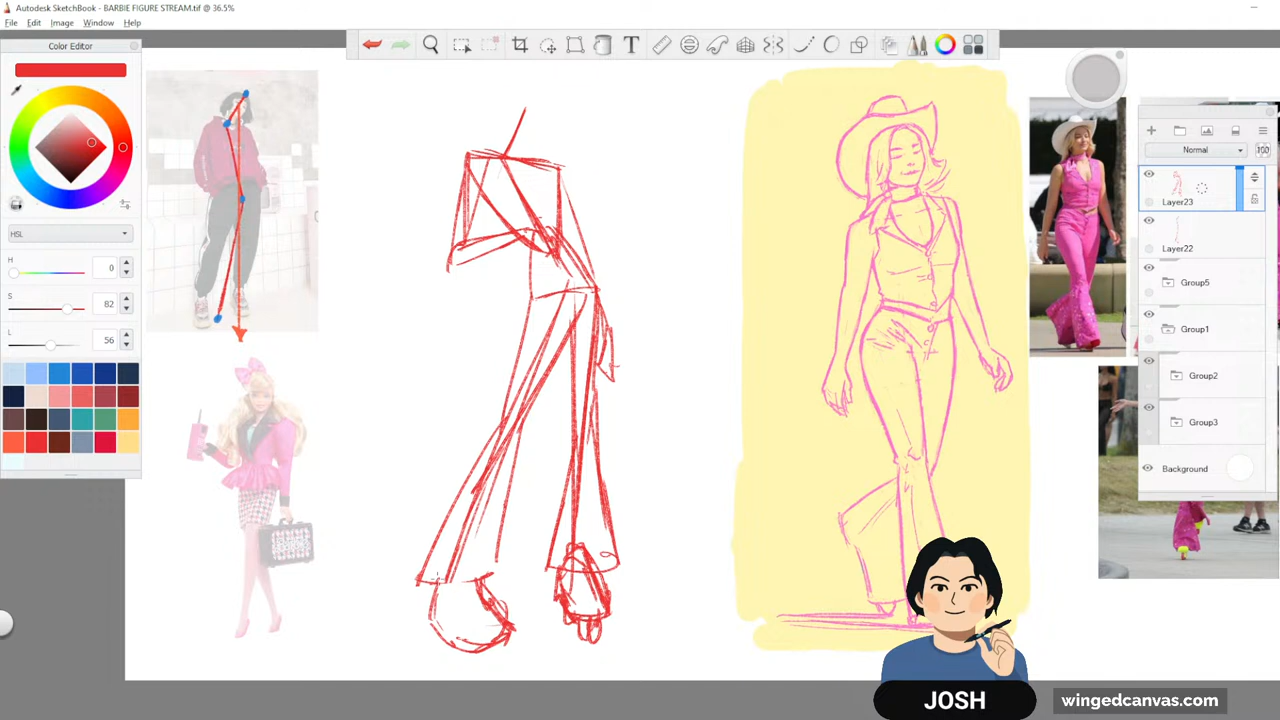 Autodesk SketchBook - BARBIE FIGURE STREAM.tif @ 36.5%
File Edit Image Window Help
Color Editor
T
HSL
H 0
S 82
L 56
Normal
100
Layer23
Layer22
Group5
Group1
Group2
Group3
Background
JOSH
wingedcanvas.com